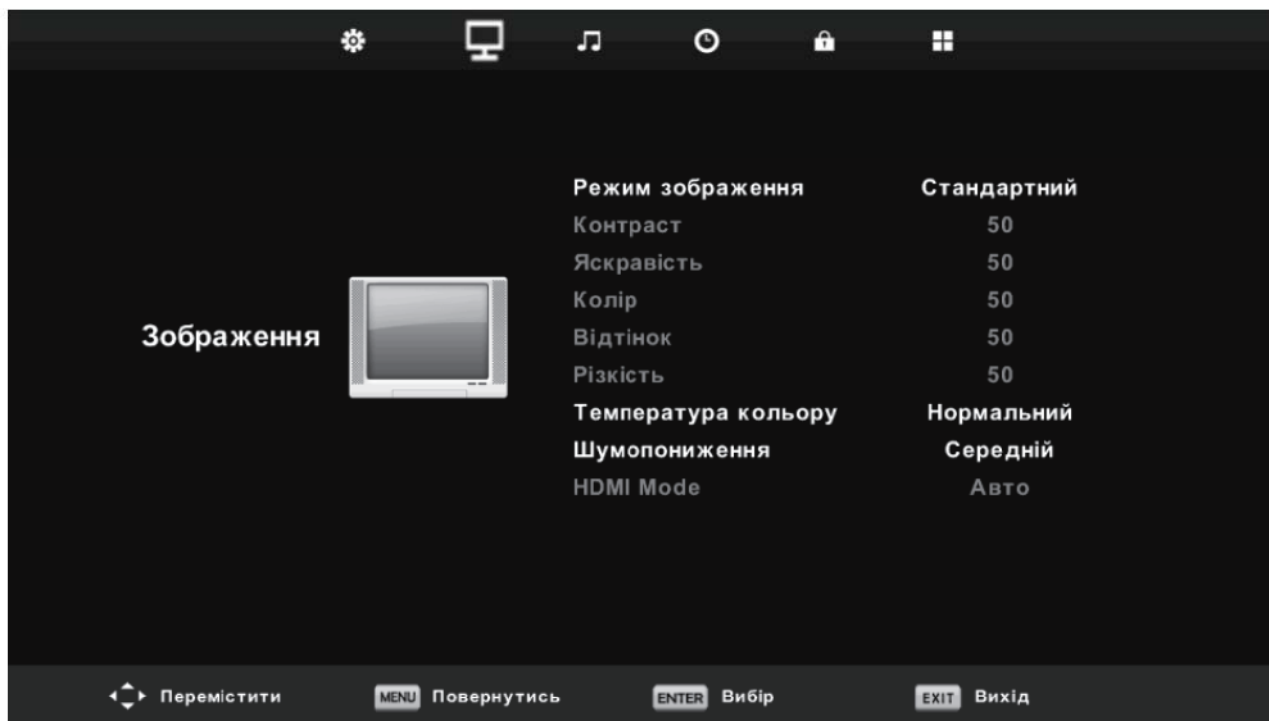 Режим зображення Стандартний
Контраст 50
Яскравість 50
Колір 50
Зображення
Відтінок 50
Різкість 50
Температура кольору Нормальний
Шумопониження Середній
HDMI Mode Авто
Перемістити MENU Повернутись ENTER Вибір EXIT Вихід